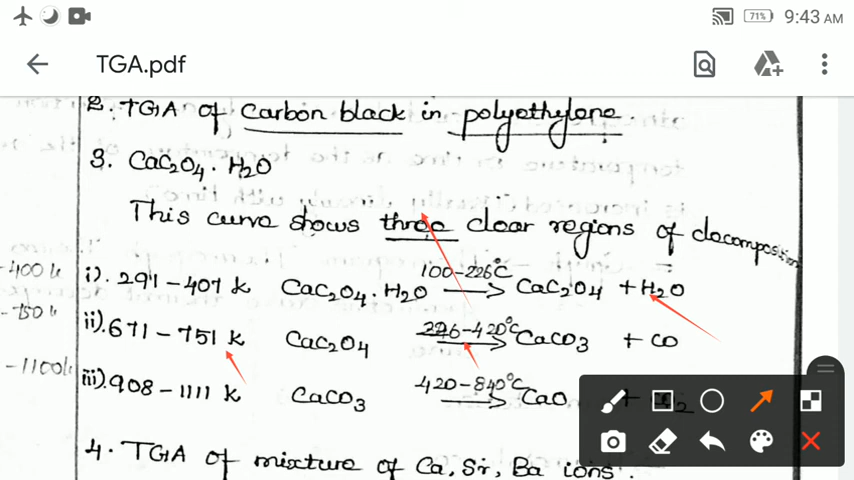 9:43 AM
71%
TGA.pdf
2. TGA of Carbon black in polyethylene.
3. CaC2O4 · H2O
This curve shows three clear regions of decomposition
-400 k
i). 291 - 407 k CaC2O4 · H2O 100-226°C → CaC2O4 + H2O
-750 k
ii). 671 - 751 k CaC2O4 226-420°C → CaCO3 + CO
-1100k
iii). 908 - 1111 k CaCO3 420-840°C → CaO
4. TGA of mixture of Ca, Sr, Ba ions.